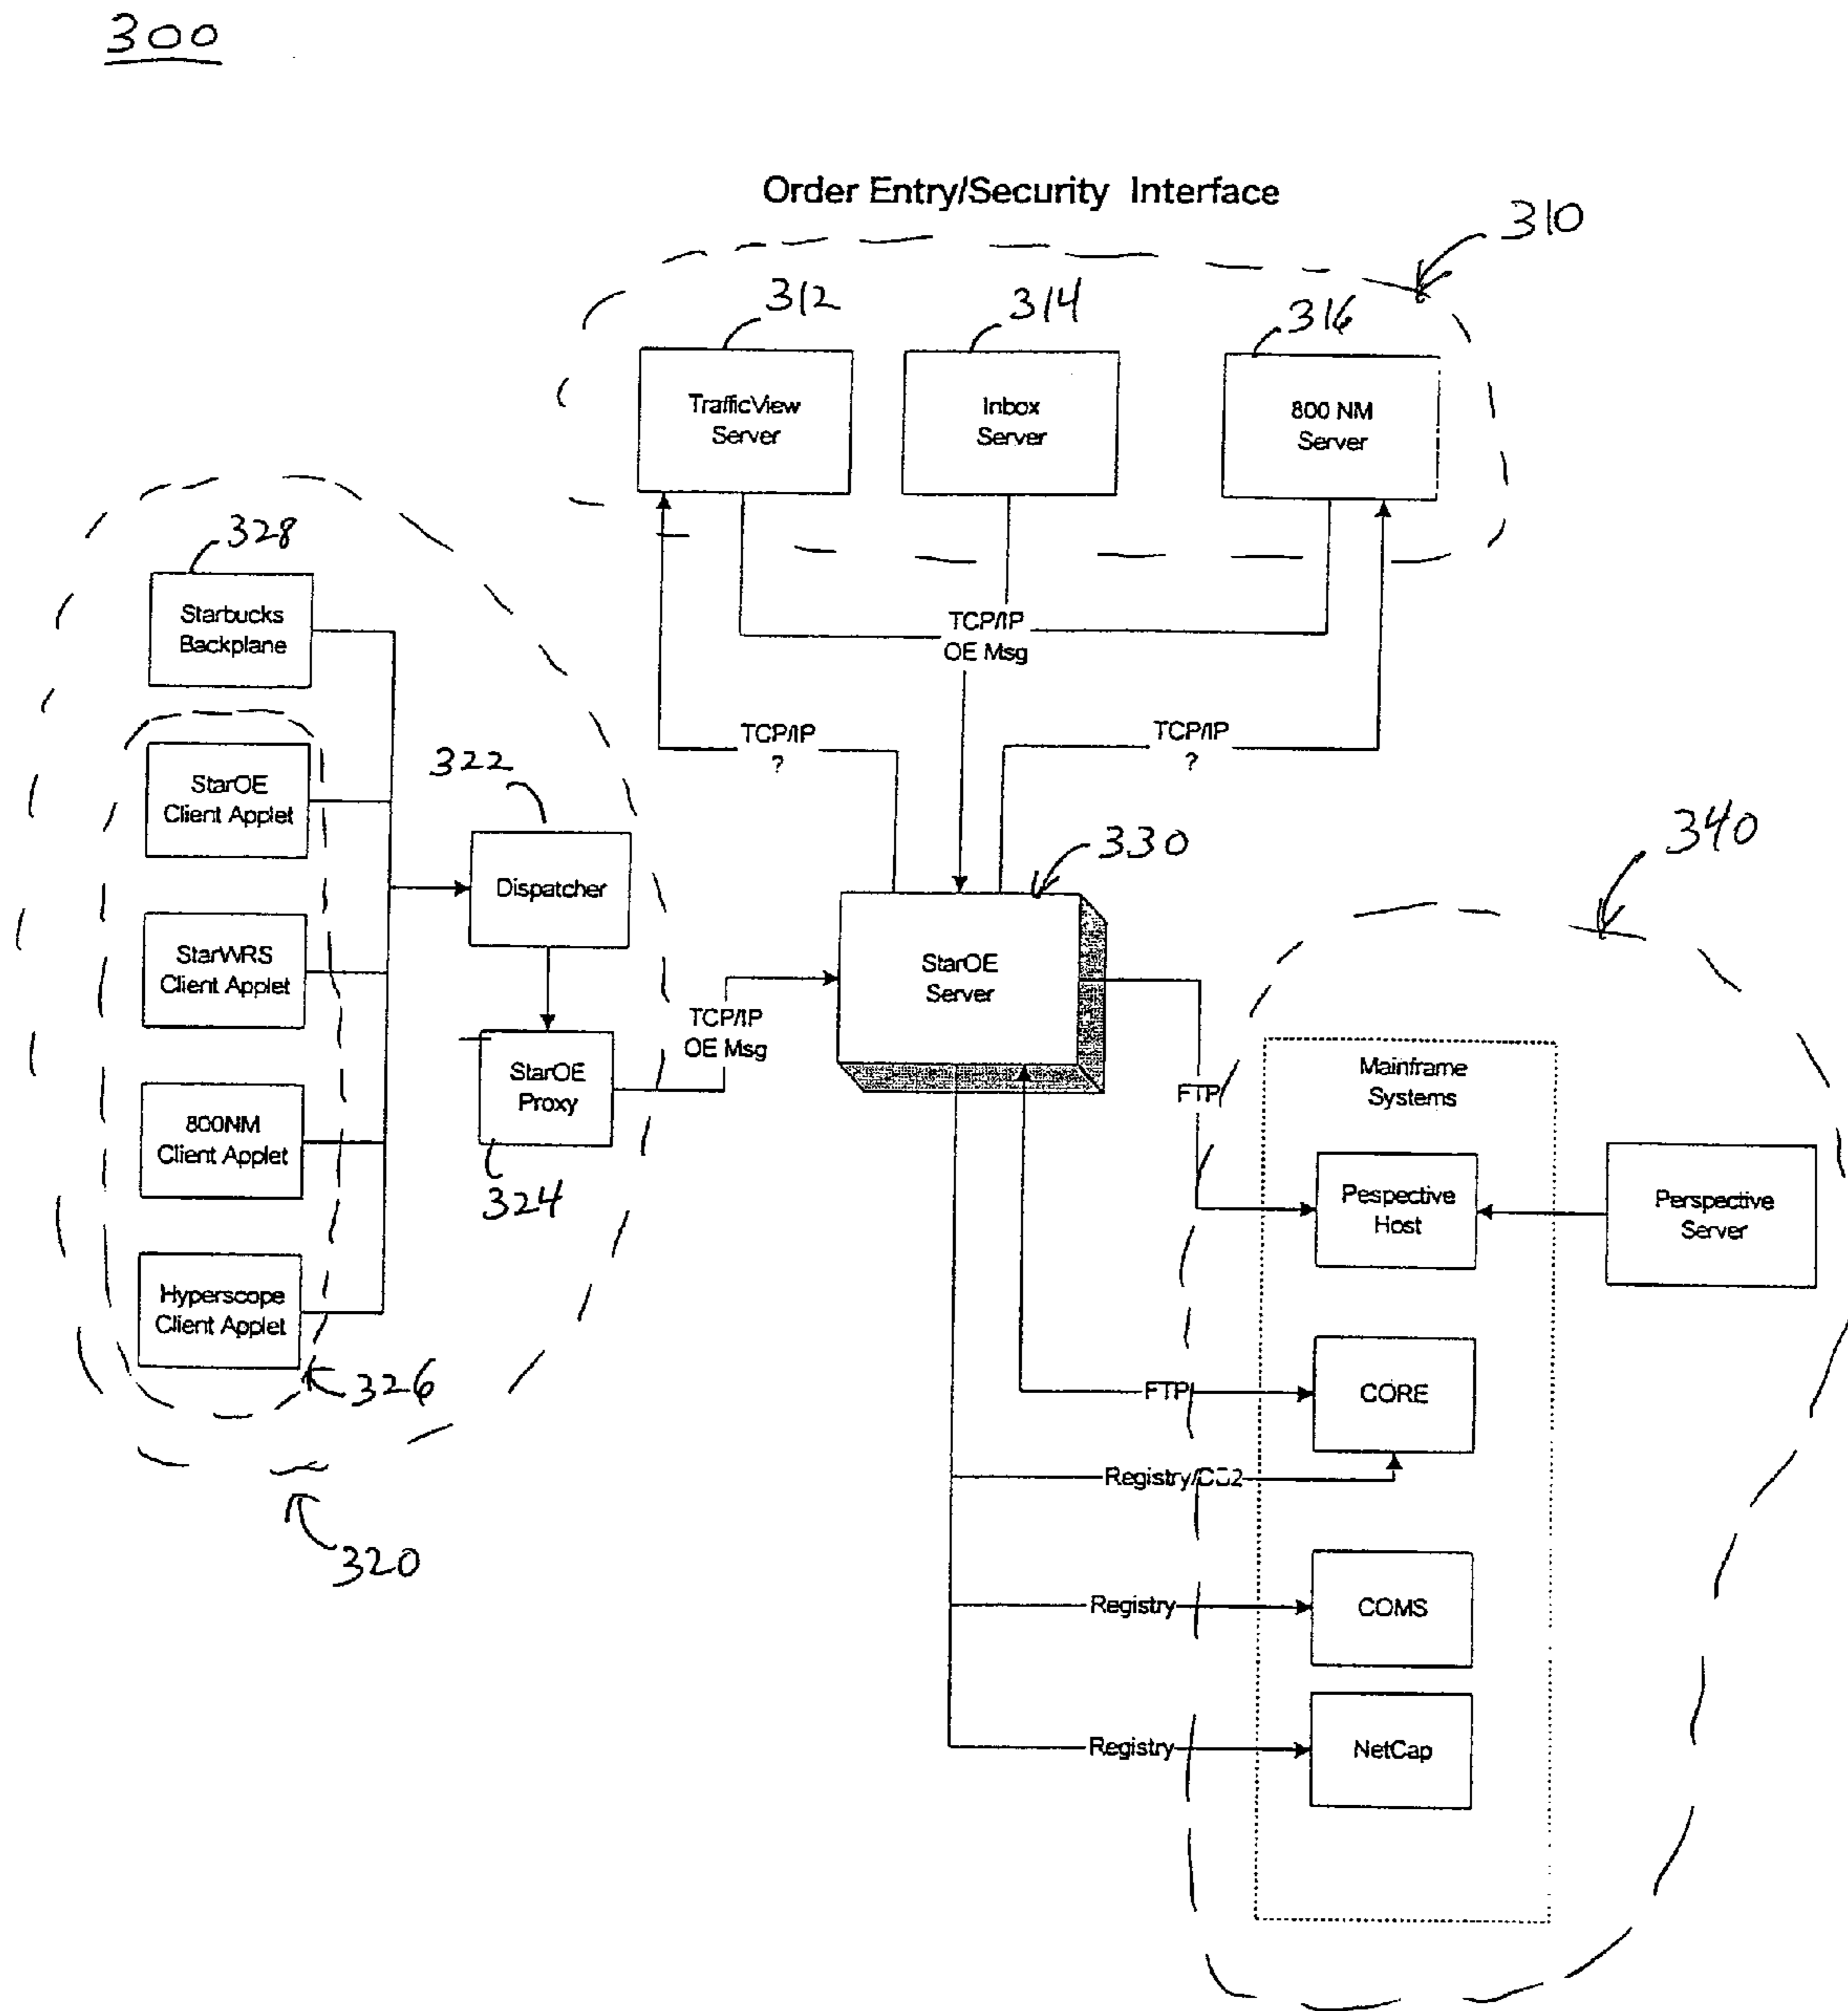 300
Order Entry/Security Interface
310
312
314
316
TrafficView
Server
Inbox
Server
800 NM
Server
328
Starbucks
Backplane
TCP/IP
OE Msg
TCP/IP
?
TCP/IP
?
StarOE
Client Applet
322
Dispatcher
330
340
StarWRS
Client Applet
StarOE
Server
TCP/IP
OE Msg
StarOE
Proxy
324
800NM
Client Applet
Hyperscope
Client Applet
326
320
FTP
Mainframe
Systems
Pespective
Host
Perspective
Server
FTP
CORE
Registry/
Registry
COMS
Registry
NetCap